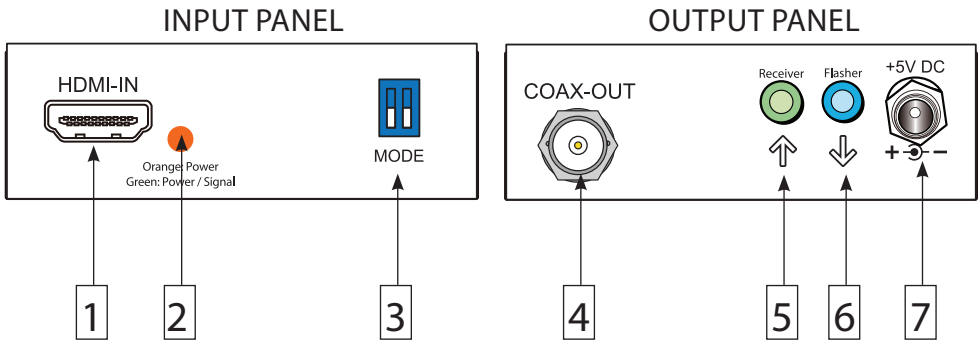 INPUT PANEL
HDMI-IN
Orange: Power
Green: Power / Signal
MODE
1
2
3
OUTPUT PANEL
COAX-OUT
Receiver
Flasher
+5V DC
+ -
4
5
6
7